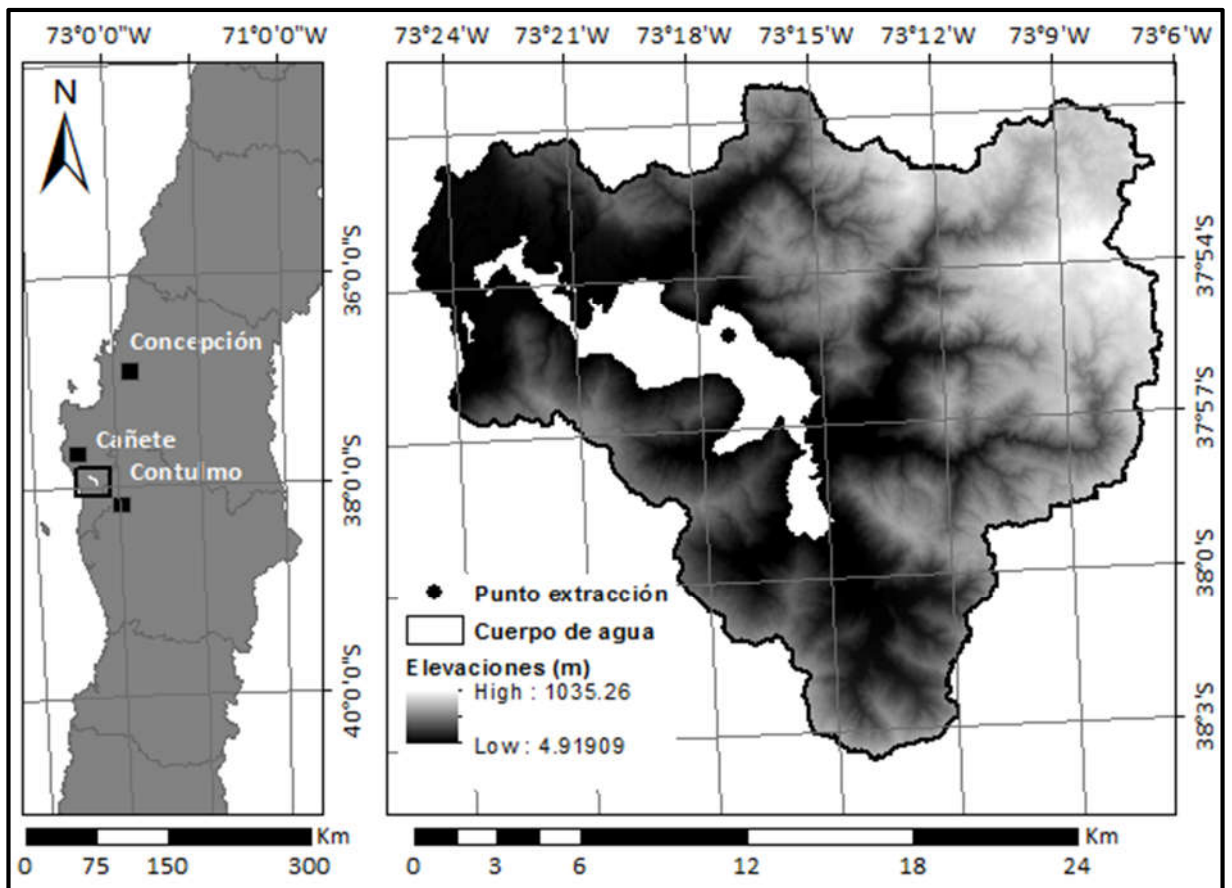 73°0'0"W 71°0'0"W
73°24'W 73°21'W 73°18'W 73°15'W 73°12'W 73°9'W 73°6'W
N
36°0'0"S
38°0'0"S
40°0'0"S
Concepción
Cañete
Contulmo
37°54'S
37°57'S
38°0'S
38°3'S
Punto extracción
Cuerpo de agua
Elevaciones (m)
High : 1035.26
Low : 4.91909
Km
0 75 150 300
Km
0 3 6 12 18 24